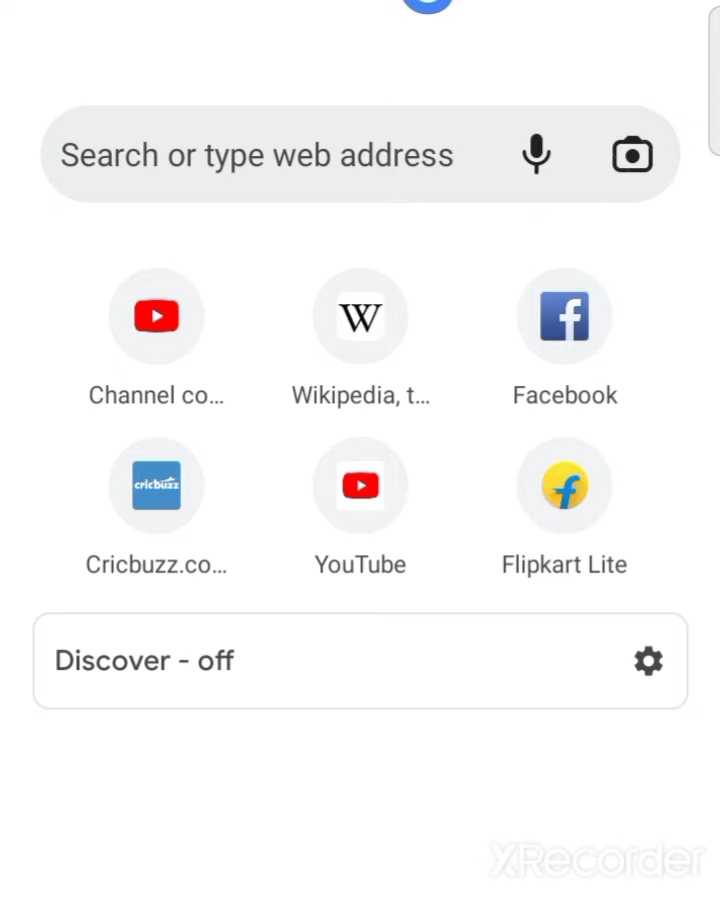 Search or type web address
W
f
Channel co...
Wikipedia, t...
Facebook
cricbuzz
f
Cricbuzz.co...
YouTube
Flipkart Lite
Discover - off
XRecorder